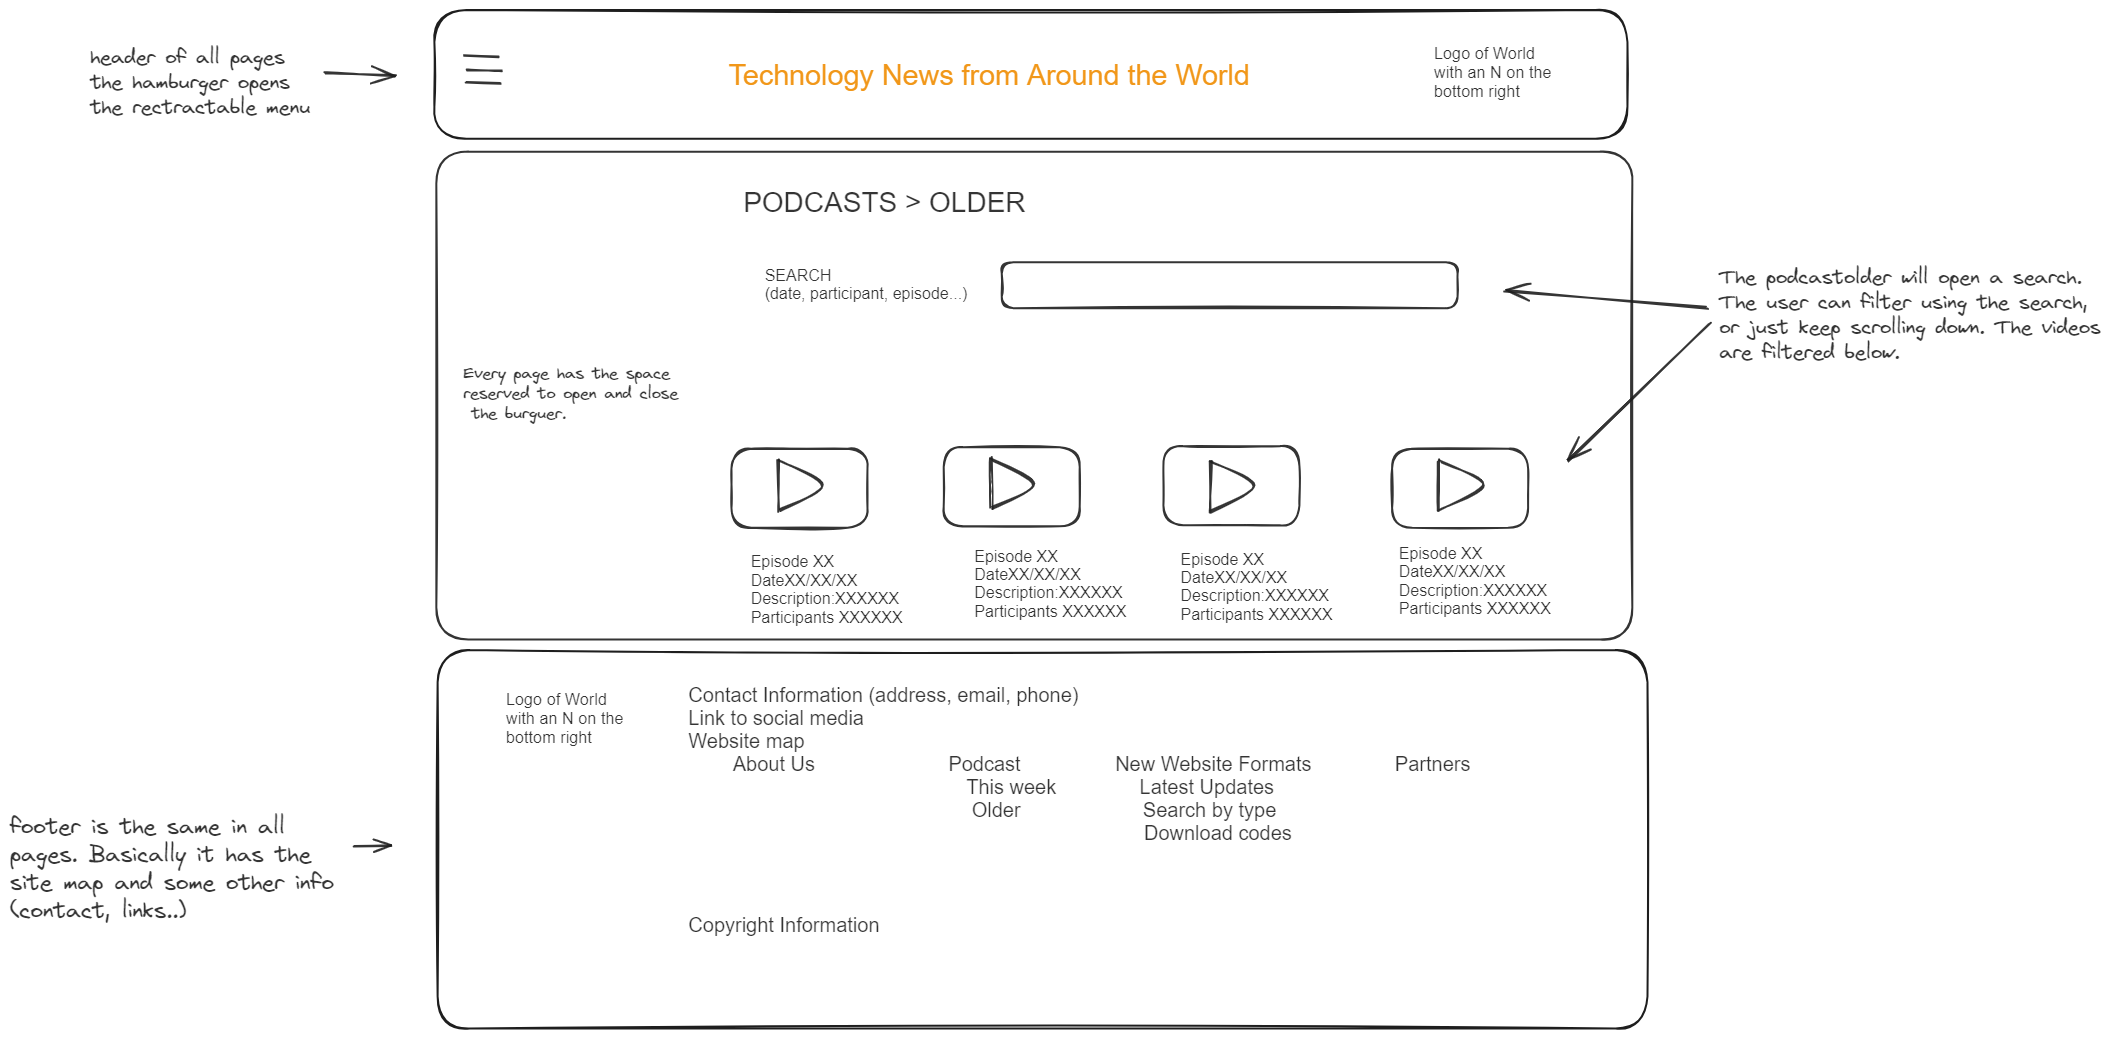 header of all pages
the hamburger opens
the rectractable menu
Technology News from Around the World
Logo of World
with an N on the
bottom right
PODCASTS > OLDER
SEARCH
(date, participant, episode...)
The podcastolder will open a search.
The user can filter using the search,
or just keep scrolling down. The videos
are filtered below.
Every page has the space
reserved to open and close
the burguer.
Episode XX
DateXX/XX/XX
Description:XXXXXX
Participants XXXXXX
Episode XX
DateXX/XX/XX
Description:XXXXXX
Participants XXXXXX
Episode XX
DateXX/XX/XX
Description:XXXXXX
Participants XXXXXX
Episode XX
DateXX/XX/XX
Description:XXXXXX
Participants XXXXXX
Logo of World
with an N on the
bottom right
Contact Information (address, email, phone)
Link to social media
Website map
About Us
Podcast
This week
Older
New Website Formats
Latest Updates
Search by type
Download codes
Partners
footer is the same in all
pages. Basically it has the
site map and some other info
(contact, links..)
Copyright Information